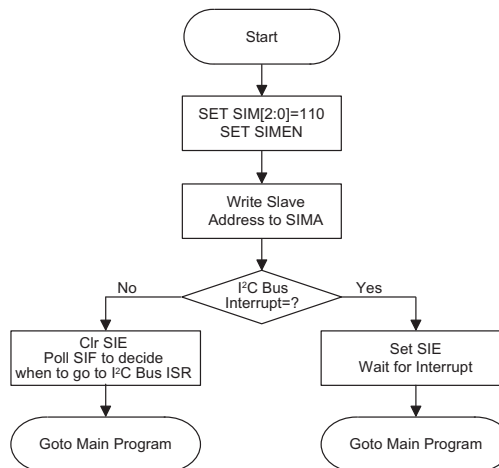 Start
SET SIM[2:0]=110
SET SIMEN
Write Slave
Address to SIMA
I²C Bus
Interrupt=?
No
Yes
Clr SIE
Poll SIF to decide
when to go to I²C Bus ISR
Set SIE
Wait for Interrupt
Goto Main Program
Goto Main Program